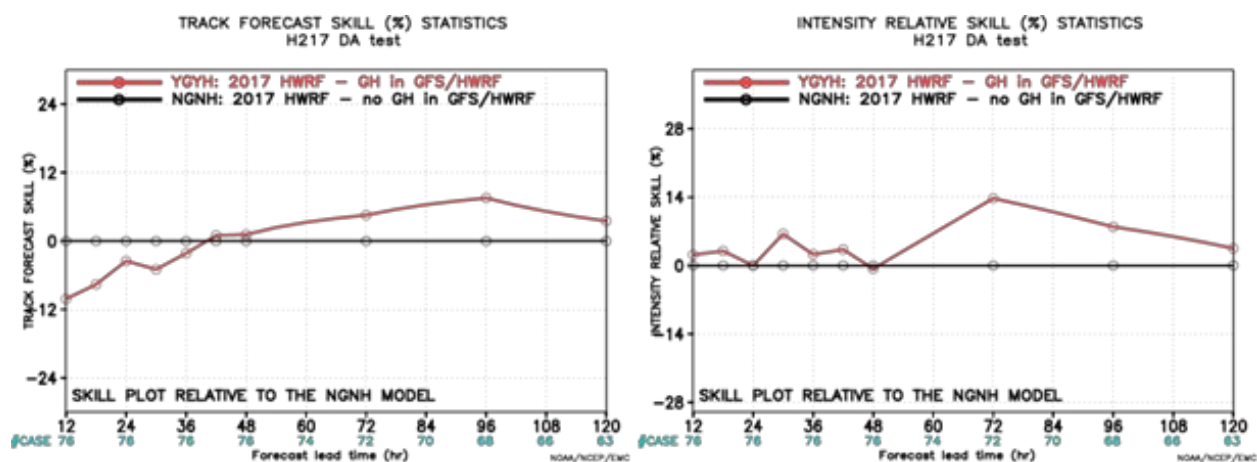 TRACK FORECAST SKILL (%) STATISTICS
H217 DA test
YGYH: 2017 HWRF – GH in GFS/HWRF
NGNH: 2017 HWRF – no GH in GFS/HWRF
TRACK FORECAST SKILL (%)
24
12
0
−12
−24
SKILL PLOT RELATIVE TO THE NGNH MODEL
12 24 36 48 60 72 84 96 108 120
#CASE 76 76 76 76 74 72 70 68 66 63
Forecast lead time (hr)
NOAA/NCEP/EMC
INTENSITY RELATIVE SKILL (%) STATISTICS
H217 DA test
YGYH: 2017 HWRF – GH in GFS/HWRF
NGNH: 2017 HWRF – no GH in GFS/HWRF
INTENSITY RELATIVE SKILL (%)
28
14
0
−14
−28
SKILL PLOT RELATIVE TO THE NGNH MODEL
12 24 36 48 60 72 84 96 108 120
#CASE 76 76 76 76 74 72 70 68 66 63
Forecast lead time (hr)
NOAA/NCEP/EMC